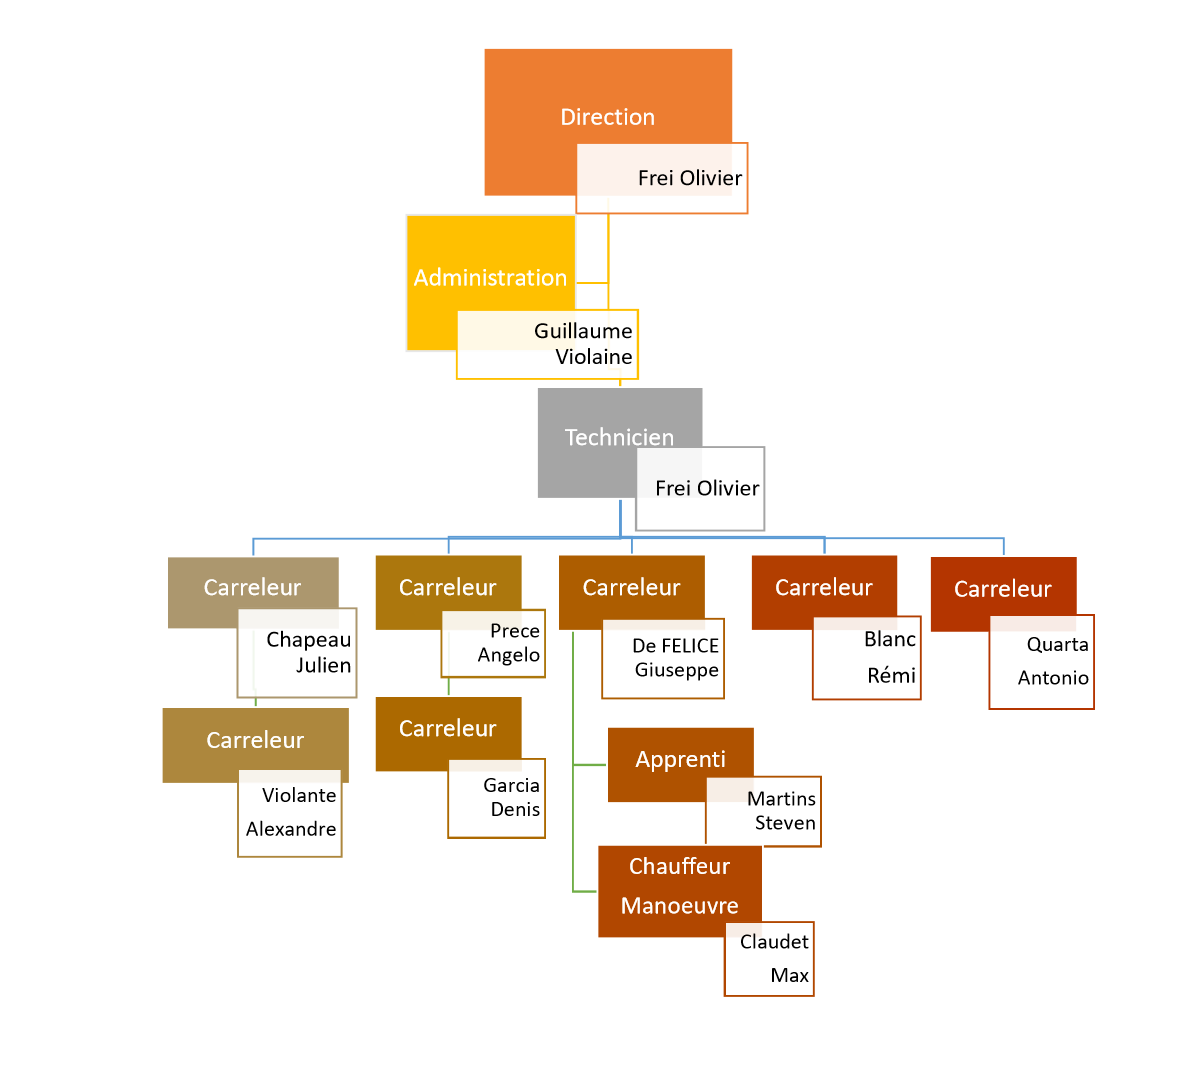 Direction
Frei Olivier
Administration
Guillaume
Violaine
Technicien
Frei Olivier
Carreleur
Chapeau
Julien
Carreleur
Prece
Angelo
Carreleur
De FELICE
Giuseppe
Carreleur
Blanc
Rémi
Carreleur
Quarta
Antonio
Carreleur
Violante
Alexandre
Carreleur
Garcia
Denis
Apprenti
Martins
Steven
Chauffeur
Manoeuvre
Claudet
Max